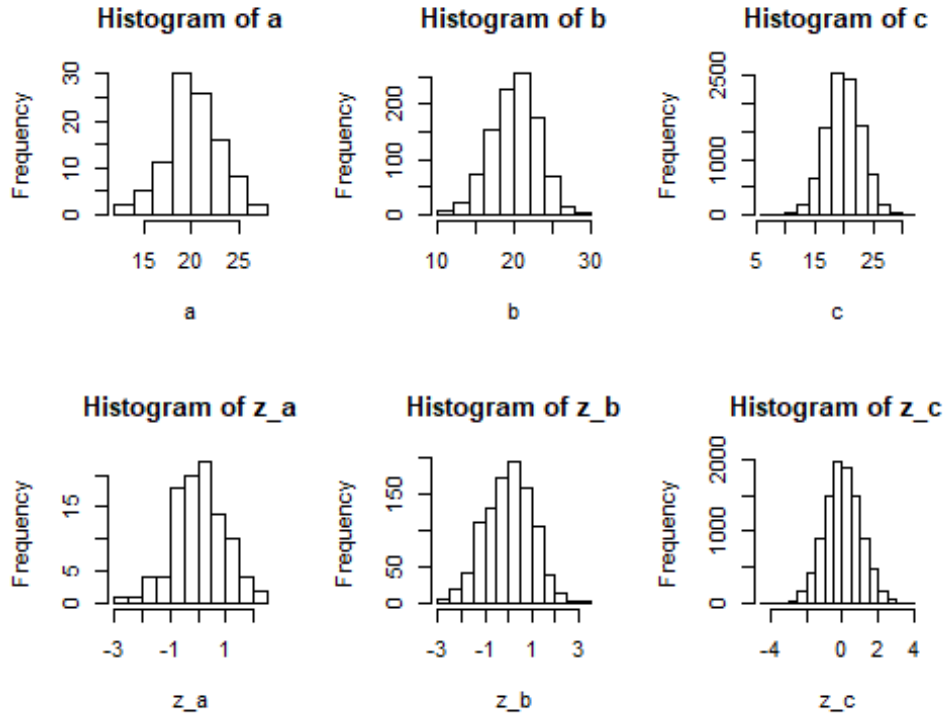 Histogram of a
Frequency
0
10
20
30
15
20
25
a
Histogram of b
Frequency
0
100
200
10
20
30
b
Histogram of c
Frequency
0
1000
2500
5
15
25
c
Histogram of z_a
Frequency
0
5
15
-3
-1
1
z_a
Histogram of z_b
Frequency
0
50
150
-3
-1
1
3
z_b
Histogram of z_c
Frequency
0
1000
2000
-4
0
2
4
z_c